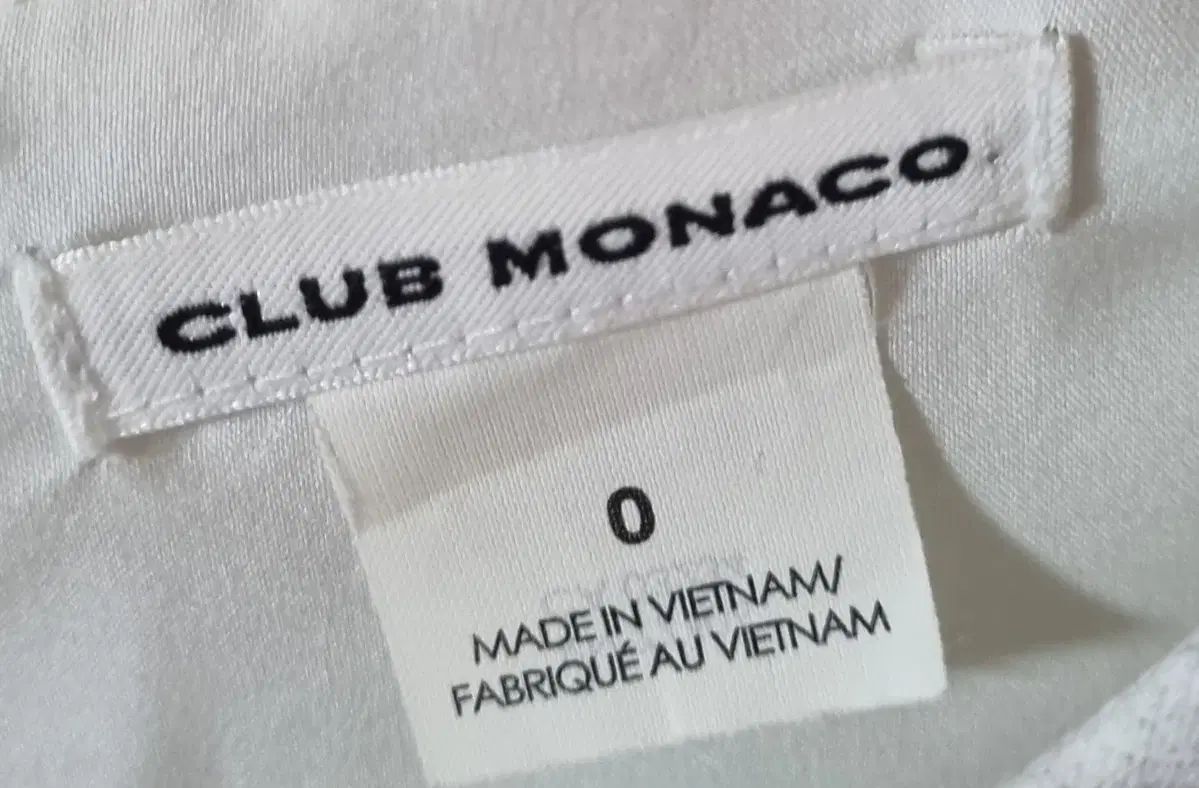 CLUB MONACO
0
MADE IN VIETNAM/
FABRIQUÉ AU VIETNAM